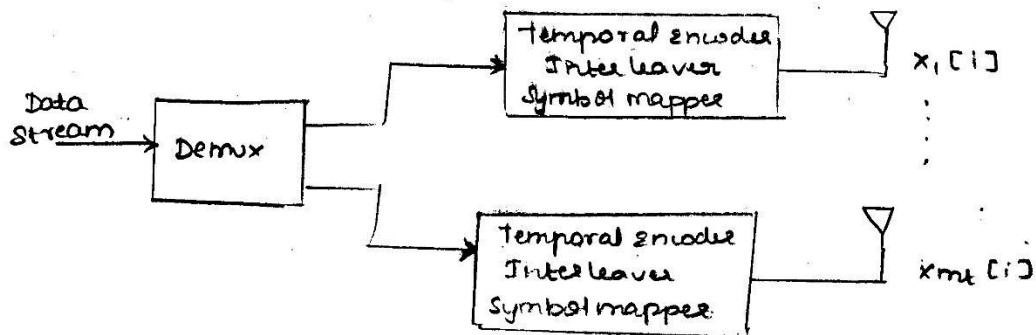 Data
Stream
Demux
Temporal Encoder
Interleaver
Symbol mapper
x₁ [i]
Temporal Encoder
Interleaver
Symbol mapper
xmt [i]